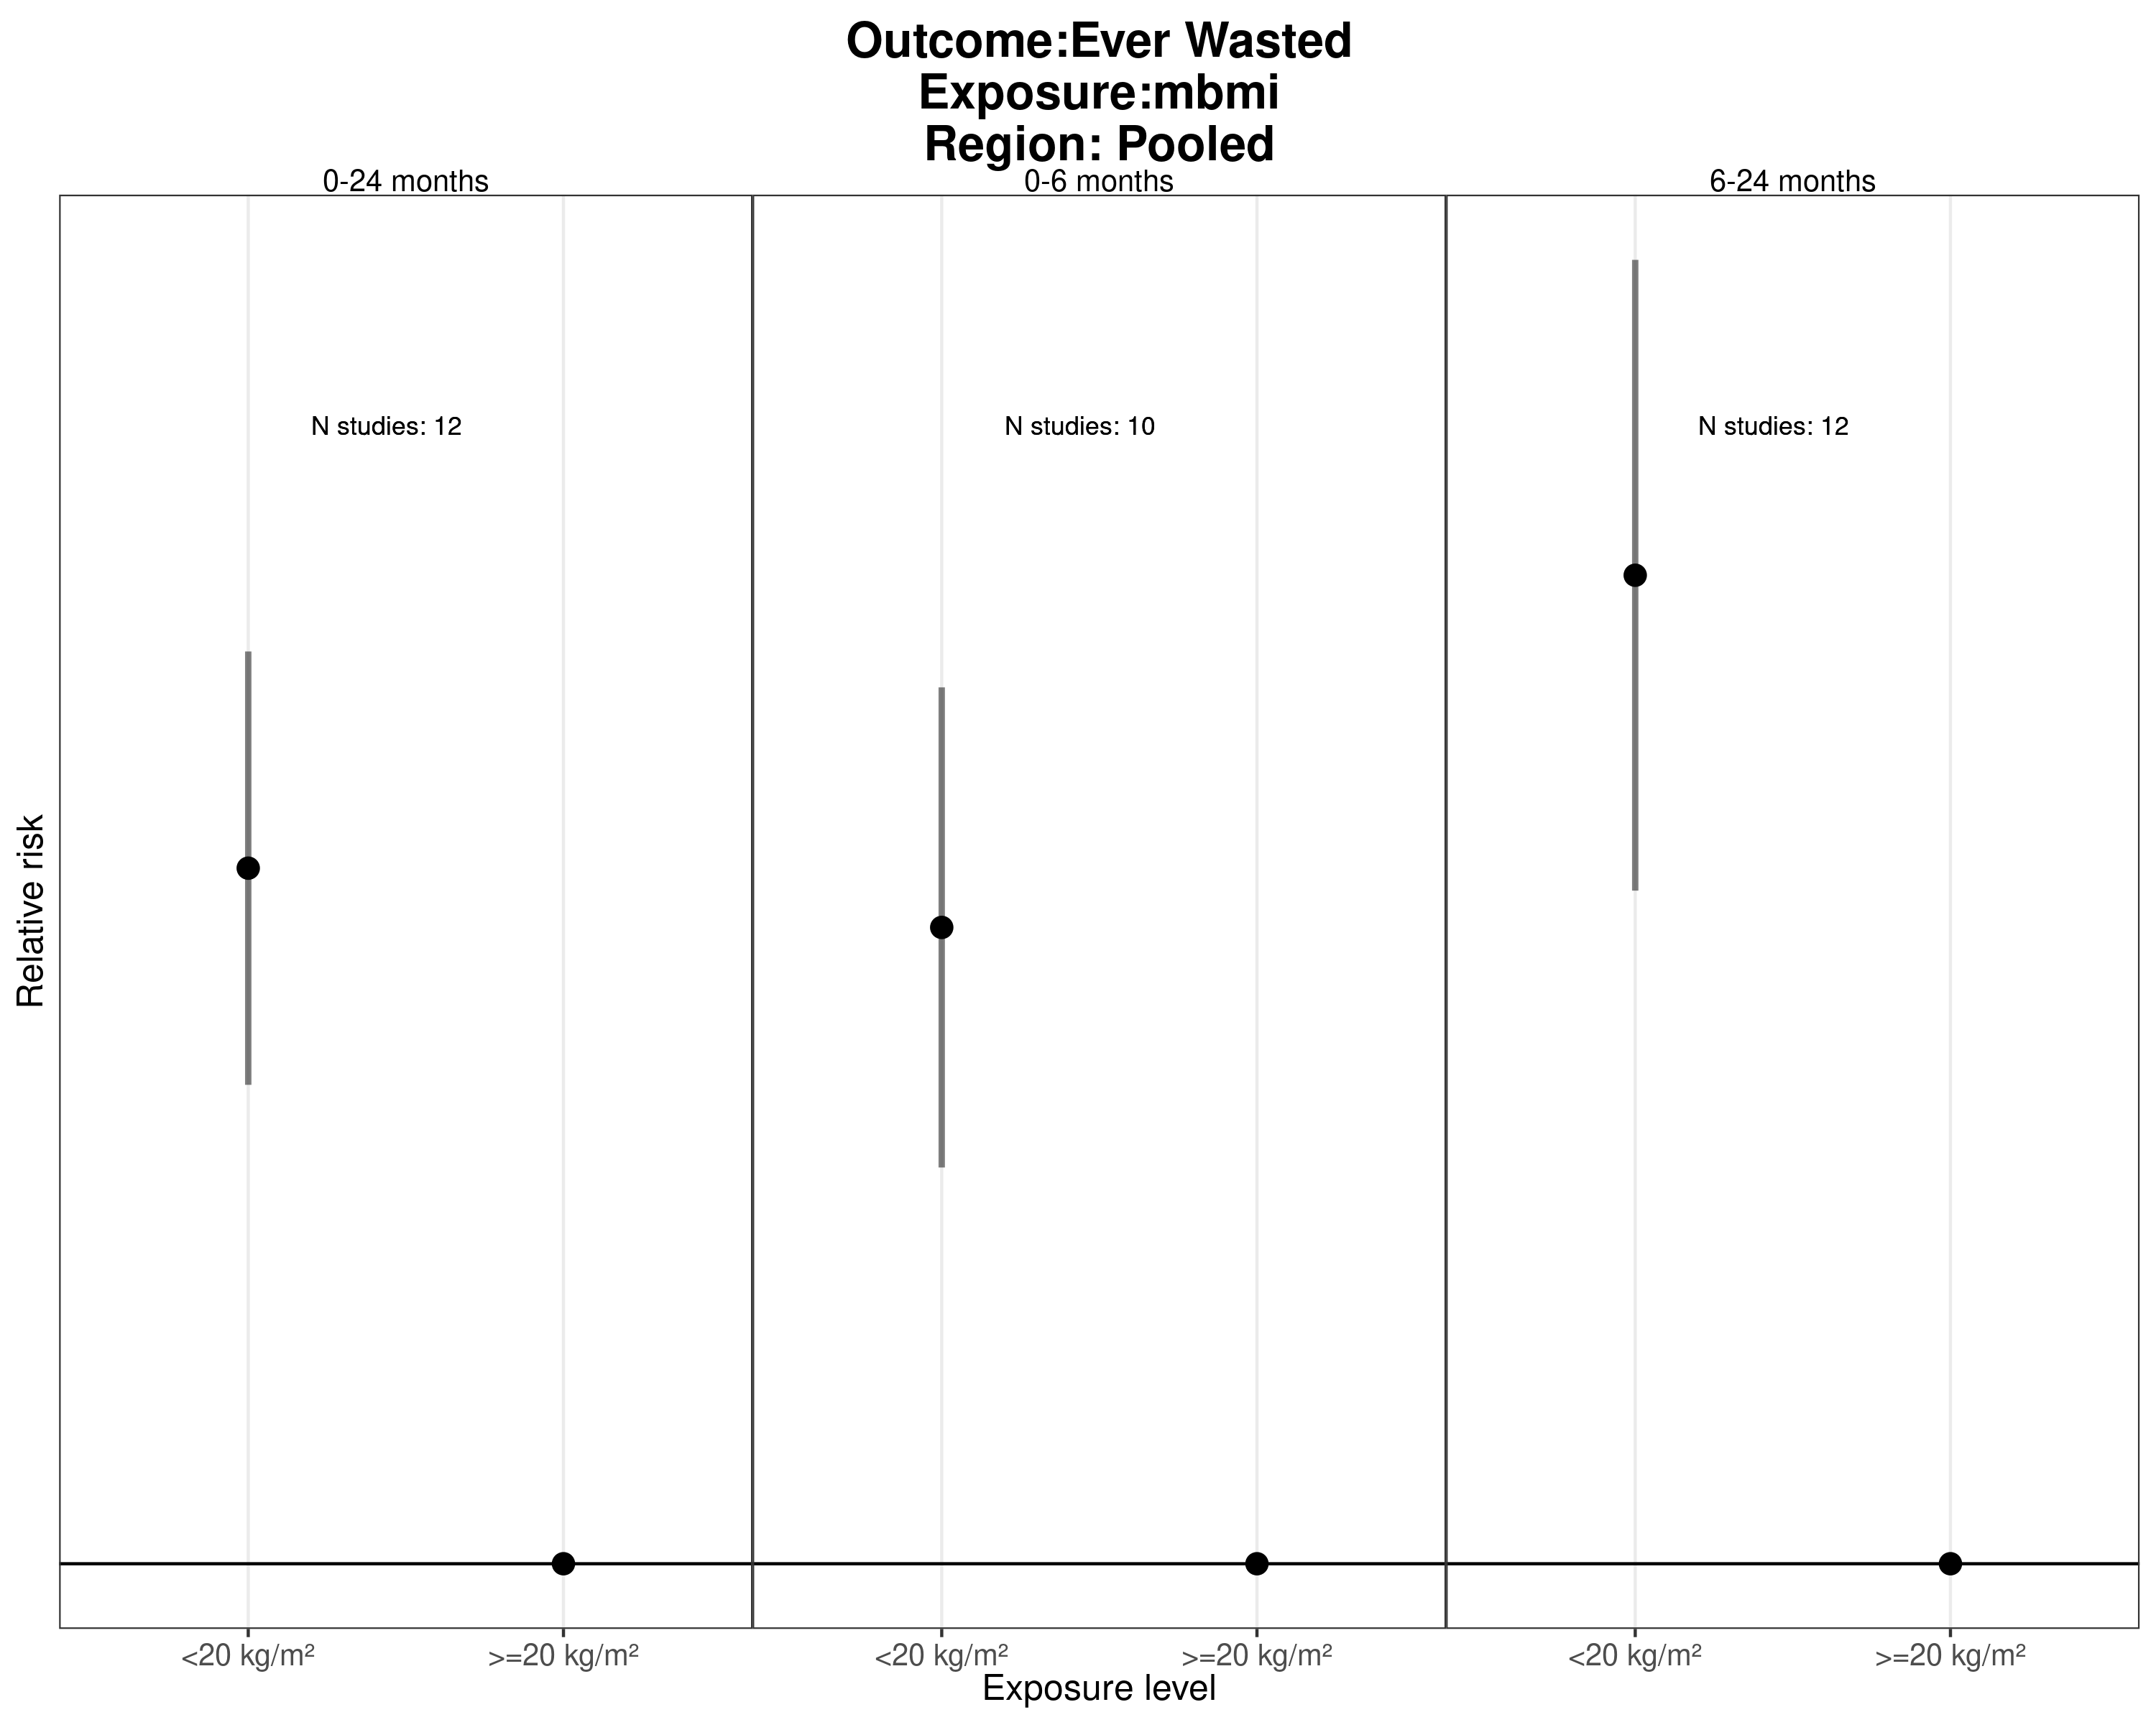 Outcome:Ever Wasted
Exposure:mbmi
Region: Pooled
0-24 months
0-6 months
6-24 months
N studies: 12
N studies: 10
N studies: 12
Relative risk
<20 kg/m²
>=20 kg/m²
<20 kg/m²
>=20 kg/m²
<20 kg/m²
>=20 kg/m²
Exposure level